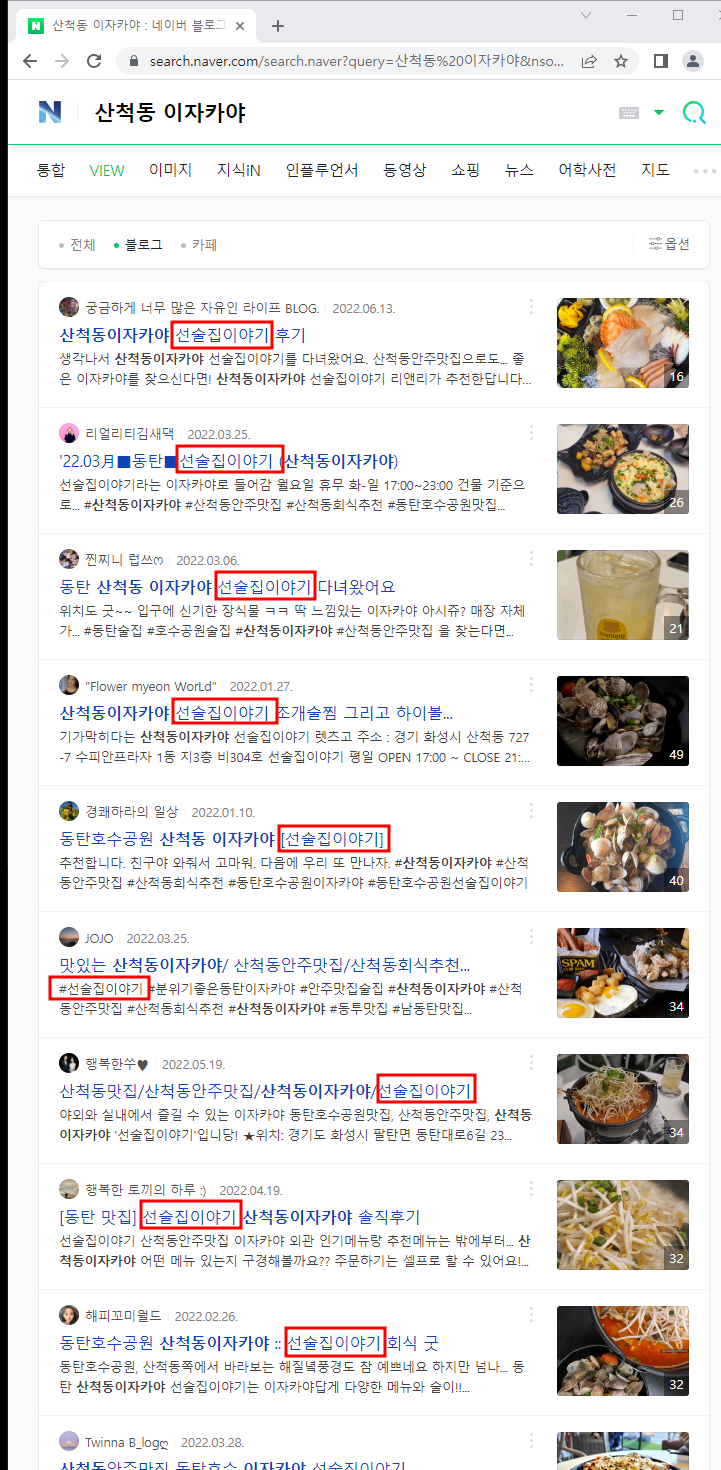 산척동 이자카야 : 네이버 블로그
search.naver.com/search.naver?query=산척동%20이자카야&nso...
산척동 이자카야
통합 VIEW 이미지 지식iN 인플루언서 동영상 쇼핑 뉴스 어학사전 지도
전체 블로그 카페 옵션
궁금하게 너무 많은 자유인 라이프 BLOG. 2022.06.13.
산척동이자카야 선술집이야기 후기
생각나서 산척동이자카야 선술집이야기를 다녀왔어요. 산척동안주맛집으로도... 좋
은 이자카야를 찾으신다면! 산척동이자카야 선술집이야기 리앤리가 추천한답니다...
16
리얼리티김새댁 2022.03.25.
'22.03月■동탄■선술집이야기 (산척동이자카야)
선술집이야기라는 이자카야로 들어감 월요일 휴무 화-일 17:00~23:00 건물 기준으
로... #산척동이자카야 #산척동안주맛집 #산척동회식추천 #동탄호수공원맛집...
26
찐찌니 럽쓰ෆ 2022.03.06.
동탄 산척동 이자카야 선술집이야기 다녀왔어요
위치도 굿~~ 입구에 신기한 장식물 ㅋㅋ 딱 느낌있는 이자카야 아시쥬? 매장 자체
가... #동탄술집 #호수공원술집 #산척동이자카야 #산척동안주맛집 을 찾는다면...
21
"Flower myeon WorLd" 2022.01.27.
산척동이자카야 선술집이야기 조개술찜 그리고 하이볼...
기가막히다는 산척동이자카야 선술집이야기 렛츠고 주소 : 경기 화성시 산척동 727
-7 수피안프라자 1동 지3층 비304호 선술집이야기 평일 OPEN 17:00 ~ CLOSE 21:...
49
경쾌하라의 일상 2022.01.10.
동탄호수공원 산척동 이자카야 [선술집이야기]
추천합니다. 친구야 와줘서 고마워. 다음에 우리 또 만나자. #산척동이자카야 #산척
동안주맛집 #산척동회식추천 #동탄호수공원이자카야 #동탄호수공원선술집이야기
40
JOJO 2022.03.25.
맛있는 산척동이자카야/ 산척동안주맛집/산척동회식추천...
#선술집이야기 #분위기좋은동탄이자카야 #안주맛집술집 #산척동이자카야 #산척
동안주맛집 #산척동회식추천 #산척동이자카야 #동투맛집 #남동탄맛집...
SPAM
34
행복한쑤♥ 2022.05.19.
산척동맛집/산척동안주맛집/산척동이자카야/선술집이야기
야외와 실내에서 즐길 수 있는 이자카야 동탄호수공원맛집, 산척동안주맛집, 산척동
이자카야 '선술집이야기'입니당! ★위치: 경기도 화성시 팔탄면 동탄대로6길 23...
34
행복한 토끼의 하루 :) 2022.04.19.
[동탄 맛집] 선술집이야기 산척동이자카야 솔직후기
선술집이야기 산척동안주맛집 이자카야 외관 인기메뉴랑 추천메뉴는 밖에부터... 산
척동이자카야 어떤 메뉴 있는지 구경해볼까요?? 주문하기는 셀프로 할 수 있어요!...
32
해피꼬미월드 2022.02.26.
동탄호수공원 산척동이자카야 :: 선술집이야기 회식 굿
동탄호수공원, 산척동쪽에서 바라보는 해질녘풍경도 참 예쁘네요 하지만 넘나... 동
탄 산척동이자카야 선술집이야기는 이자카야답게 다양한 메뉴와 술이!!...
32
Twinna B_logღ 2022.03.28.
산척동안주맛집 동탄호수 이자카야 선술집이야기